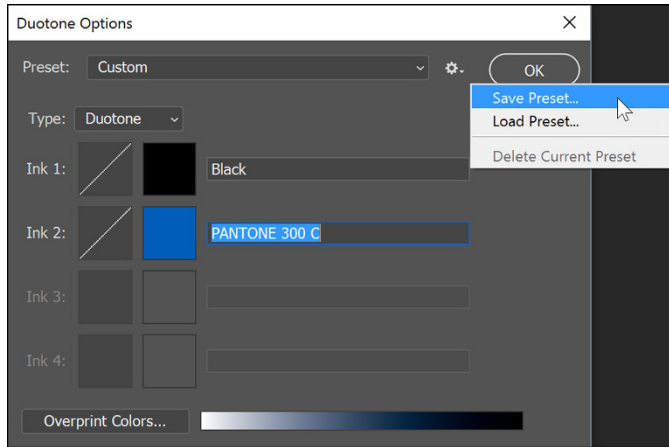 Duotone Options
Preset: Custom
OK
Save Preset...
Load Preset...
Delete Current Preset
Type: Duotone
Ink 1: Black
Ink 2: PANTONE 300 C
Ink 3:
Ink 4:
Overprint Colors...